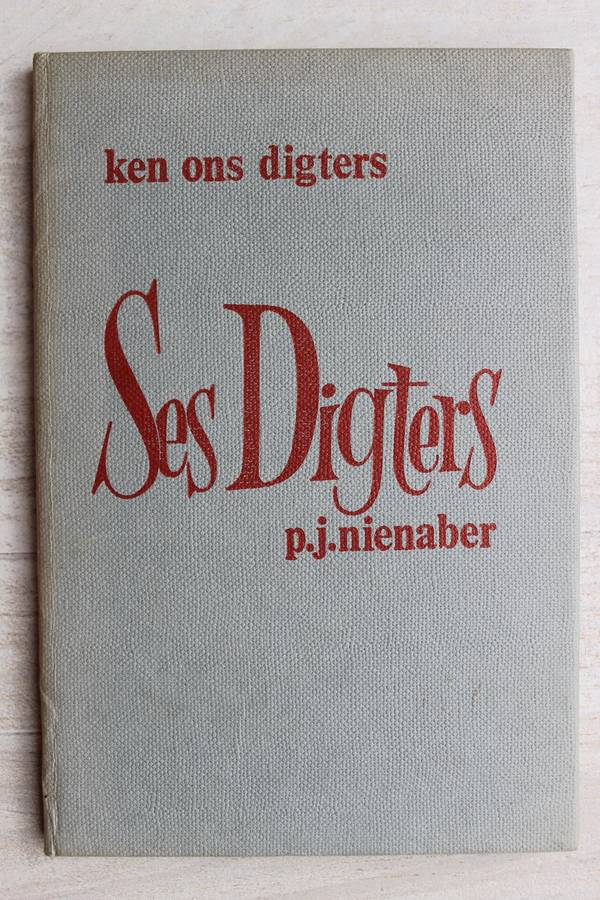 ken ons digters
Ses Digters
p.j.nienaber